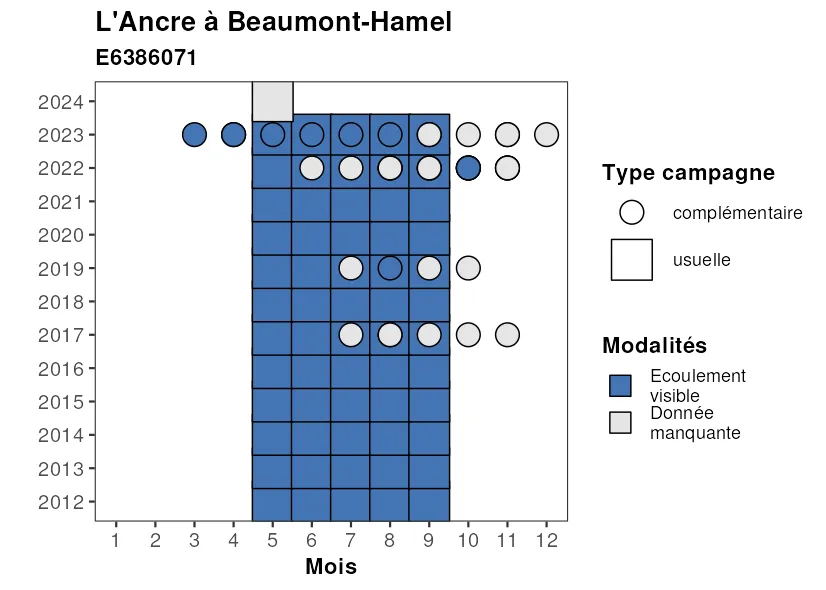 L'Ancre à Beaumont-Hamel
E6386071
2024
2023
2022
2021
2020
2019
2018
2017
2016
2015
2014
2013
2012
1 2 3 4 5 6 7 8 9 10 11 12
Mois
Type campagne
complémentaire
usuelle
Modalités
Ecoulement
visible
Donnée
manquante